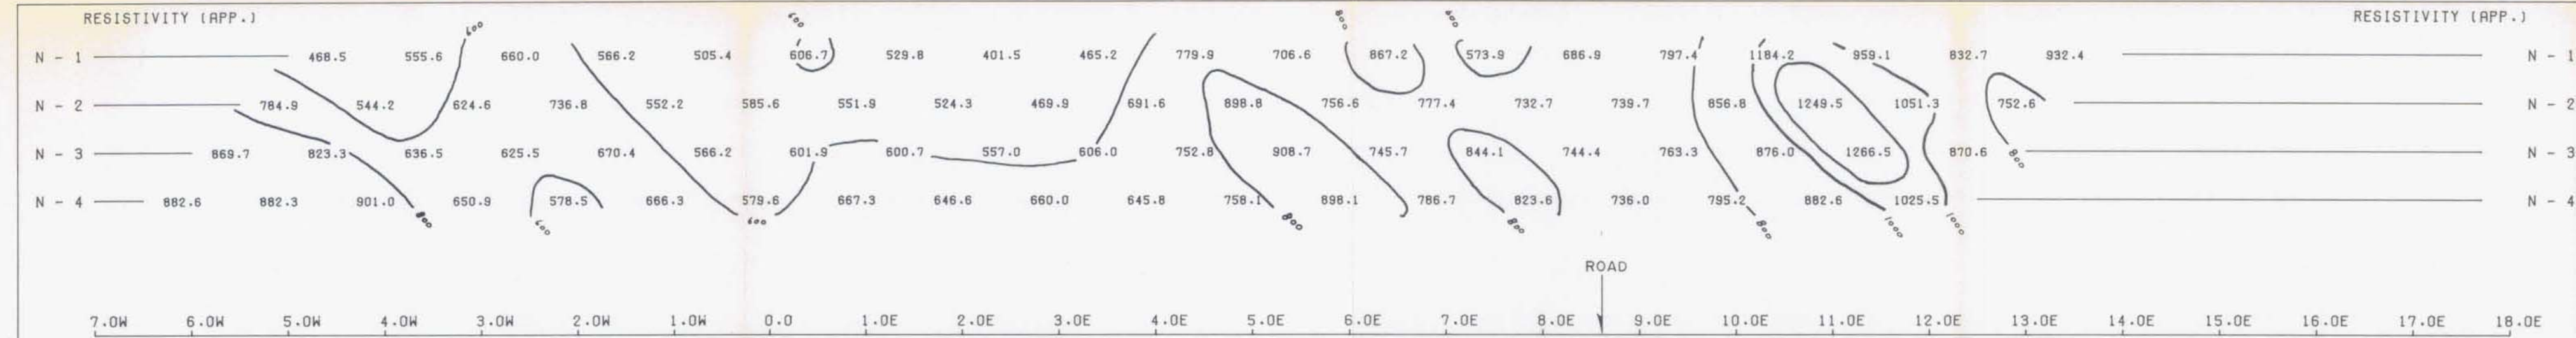 RESISTIVITY (APP.) RESISTIVITY (APP.)
600 600 800 600
N - 1 468.5 555.6 660.0 566.2 505.4 606.7 529.8 401.5 465.2 779.9 706.6 867.2 573.9 686.9 797.4 1184.2 959.1 832.7 932.4 N - 1
N - 2 784.9 544.2 624.6 736.8 552.2 585.6 551.9 524.3 469.9 691.6 898.8 756.6 777.4 732.7 739.7 856.8 1249.5 1051.3 752.6 N - 2
N - 3 869.7 823.3 636.5 625.5 670.4 566.2 601.9 600.7 557.0 606.0 752.8 908.7 745.7 844.1 744.4 763.3 876.0 1266.5 870.6 800 N - 3
N - 4 882.6 882.3 901.0 650.9 578.5 666.3 579.6 667.3 646.6 660.0 645.8 758.1 898.1 786.7 823.6 736.0 795.2 882.6 1025.5 N - 4
800 600 600 800 800 800 1000 1000
ROAD
7.0W 6.0W 5.0W 4.0W 3.0W 2.0W 1.0W 0.0 1.0E 2.0E 3.0E 4.0E 5.0E 6.0E 7.0E 8.0E 9.0E 10.0E 11.0E 12.0E 13.0E 14.0E 15.0E 16.0E 17.0E 18.0E